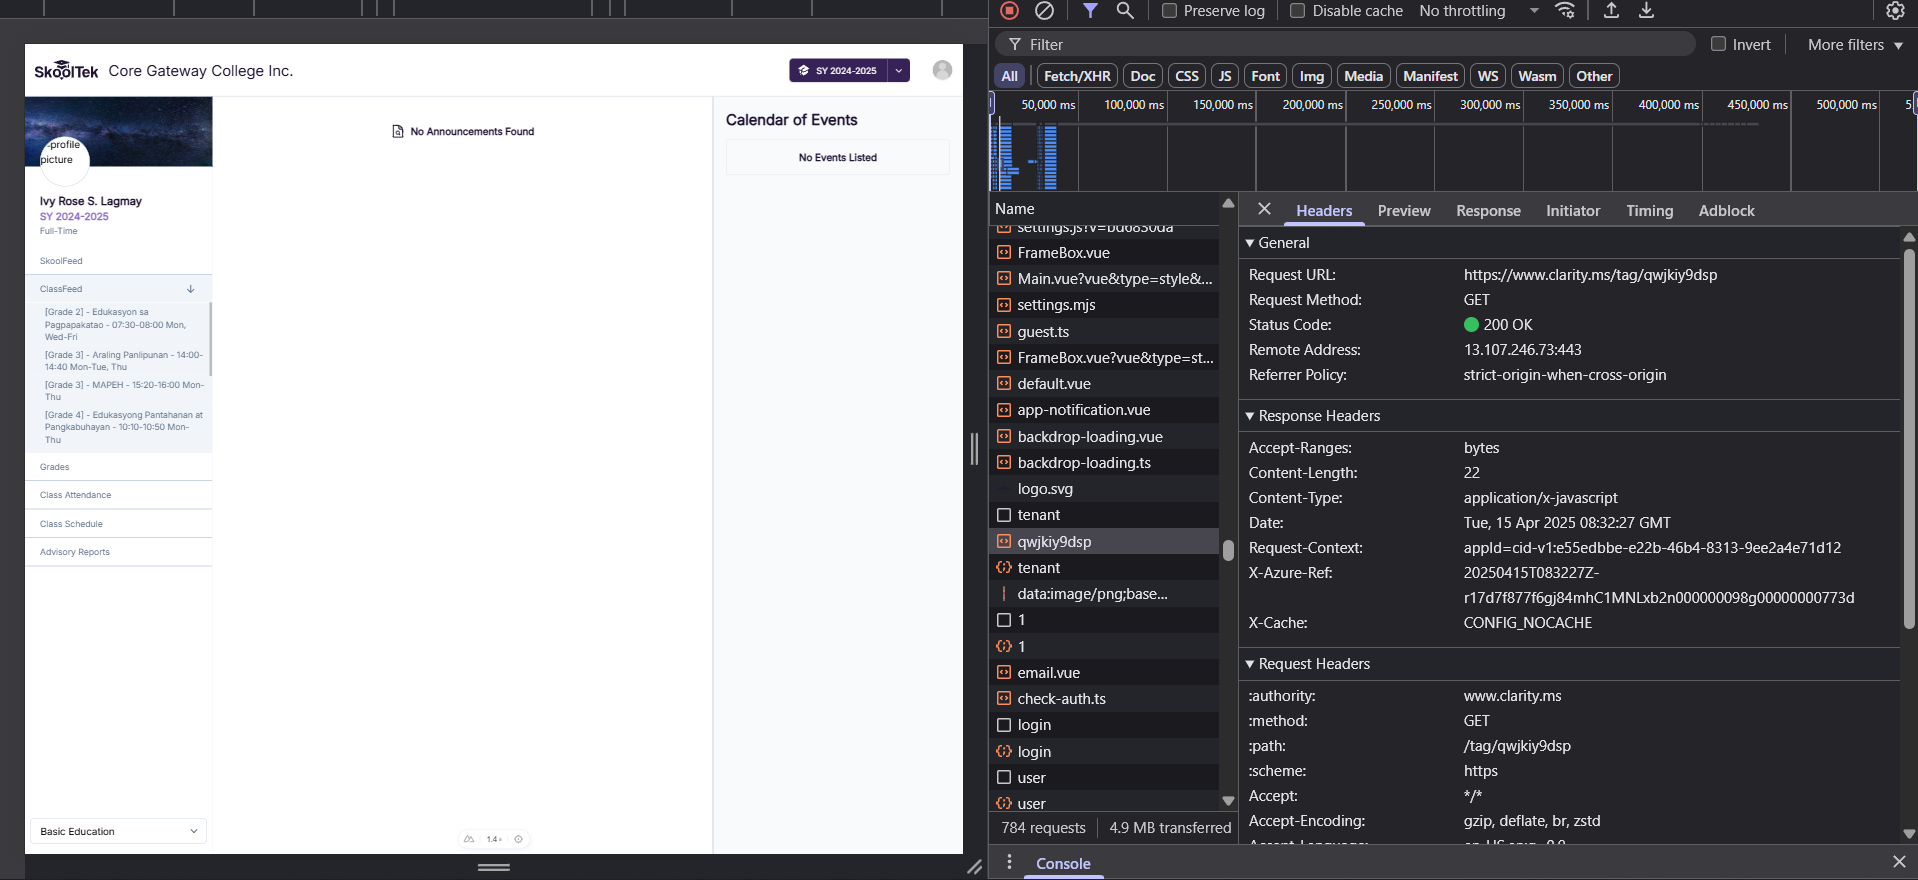 SkoolTek
Core Gateway College Inc.
SY 2024-2025
-profile
picture
Ivy Rose S. Lagmay
SY 2024-2025
Full-Time
SkoolFeed
ClassFeed
[Grade 2] - Edukasyon sa
Pagpapakatao - 07:30-08:00 Mon,
Wed-Fri
[Grade 3] - Araling Panlipunan - 14:00-
14:40 Mon-Tue, Thu
[Grade 3] - MAPEH - 15:20-16:00 Mon-
Thu
[Grade 4] - Edukasyong Pantahanan at
Pangkabuhayan - 10:10-10:50 Mon-
Thu
Grades
Class Attendance
Class Schedule
Advisory Reports
Basic Education
No Announcements Found
1.4
Calendar of Events
No Events Listed
Preserve log
Disable cache
No throttling
Filter
Invert
More filters
All
Fetch/XHR
Doc
CSS
JS
Font
Img
Media
Manifest
WS
Wasm
Other
50,000 ms
100,000 ms
150,000 ms
200,000 ms
250,000 ms
300,000 ms
350,000 ms
400,000 ms
450,000 ms
500,000 ms
5
Name
settings.js?v=bd6830da
FrameBox.vue
Main.vue?vue&type=style&...
settings.mjs
guest.ts
FrameBox.vue?vue&type=st...
default.vue
app-notification.vue
backdrop-loading.vue
backdrop-loading.ts
logo.svg
tenant
qwjkiy9dsp
tenant
data:image/png;base...
1
1
email.vue
check-auth.ts
login
login
user
user
784 requests
4.9 MB transferred
Headers
Preview
Response
Initiator
Timing
Adblock
General
Request URL: https://www.clarity.ms/tag/qwjkiy9dsp
Request Method: GET
Status Code: 200 OK
Remote Address: 13.107.246.73:443
Referrer Policy: strict-origin-when-cross-origin
Response Headers
Accept-Ranges: bytes
Content-Length: 22
Content-Type: application/x-javascript
Date: Tue, 15 Apr 2025 08:32:27 GMT
Request-Context: appId=cid-v1:e55edbbe-e22b-46b4-8313-9ee2a4e71d12
X-Azure-Ref: 20250415T083227Z-
r17d7f877f6gj84mhC1MNLxb2n000000098g00000000773d
X-Cache: CONFIG_NOCACHE
Request Headers
:authority: www.clarity.ms
:method: GET
:path: /tag/qwjkiy9dsp
:scheme: https
Accept: */*
Accept-Encoding: gzip, deflate, br, zstd
Console